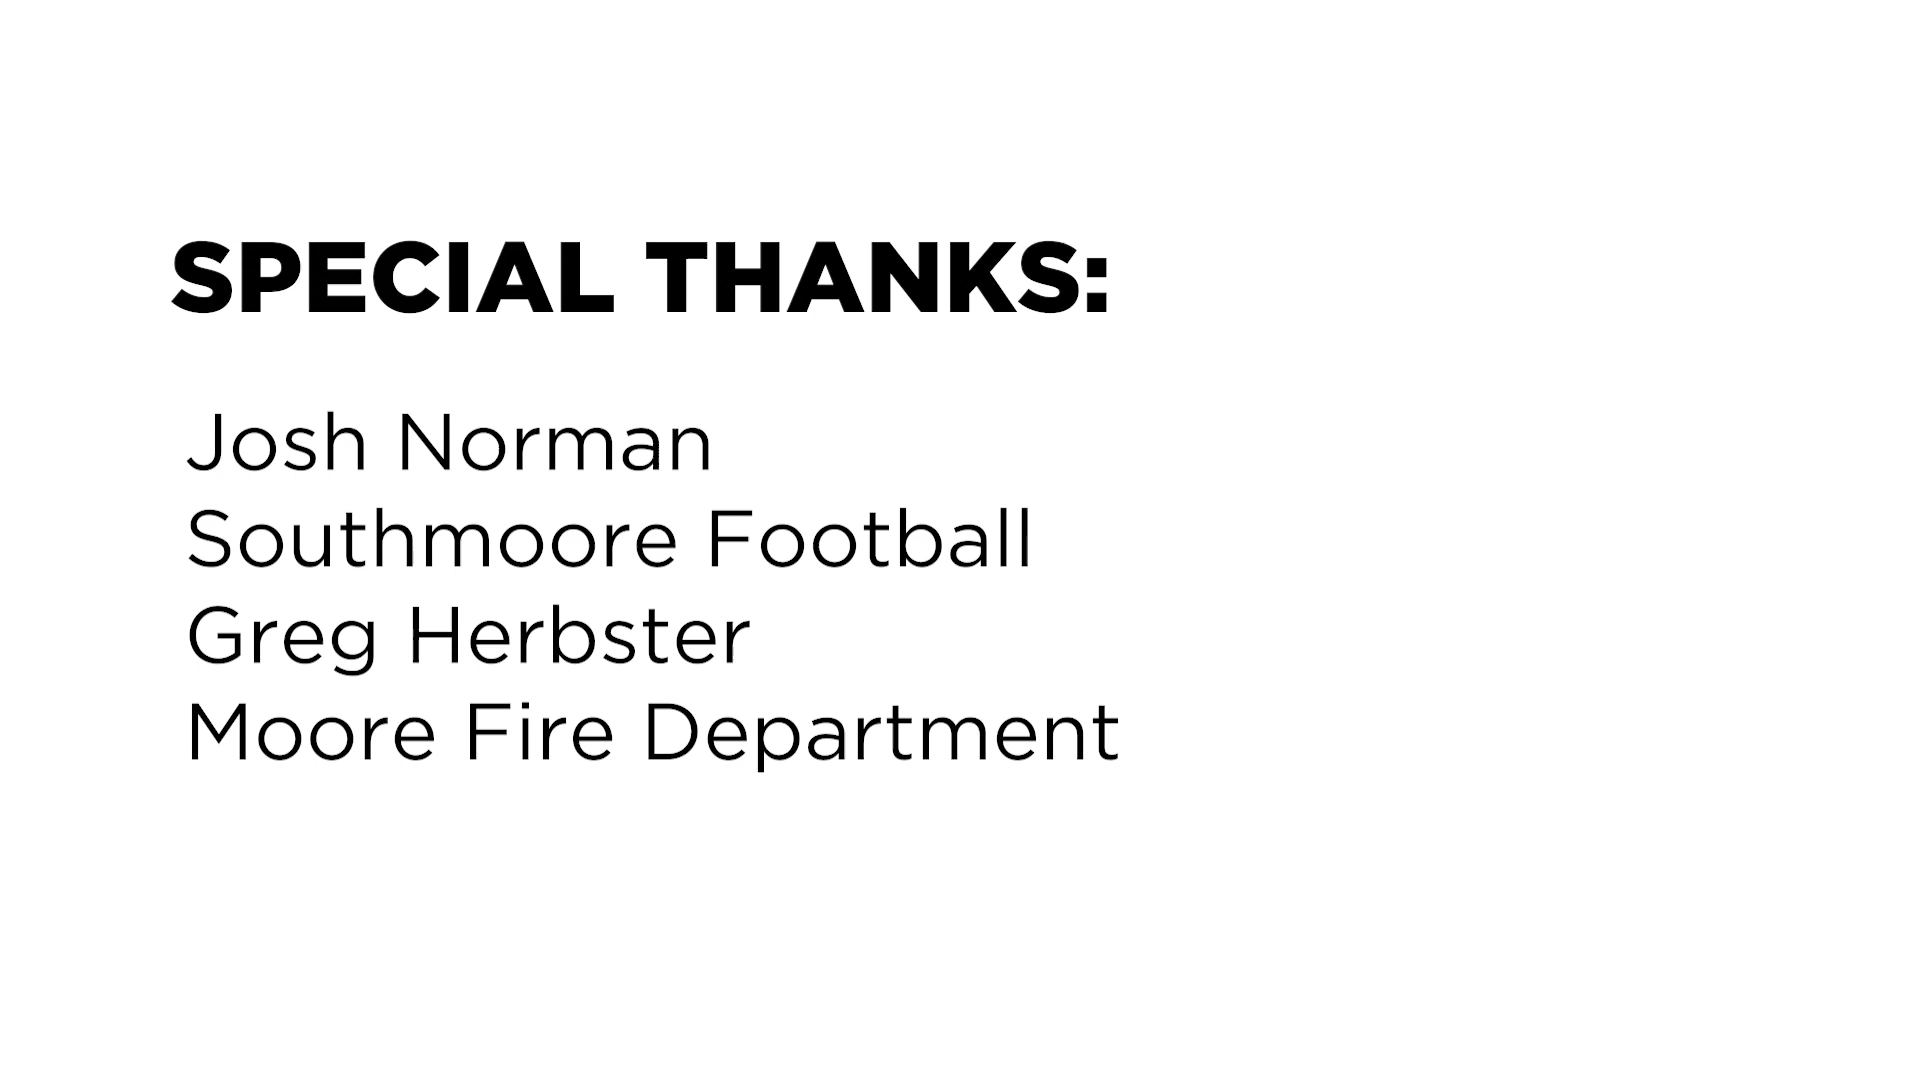 SPECIAL THANKS:
Josh Norman
Southmoore Football
Greg Herbster
Moore Fire Department